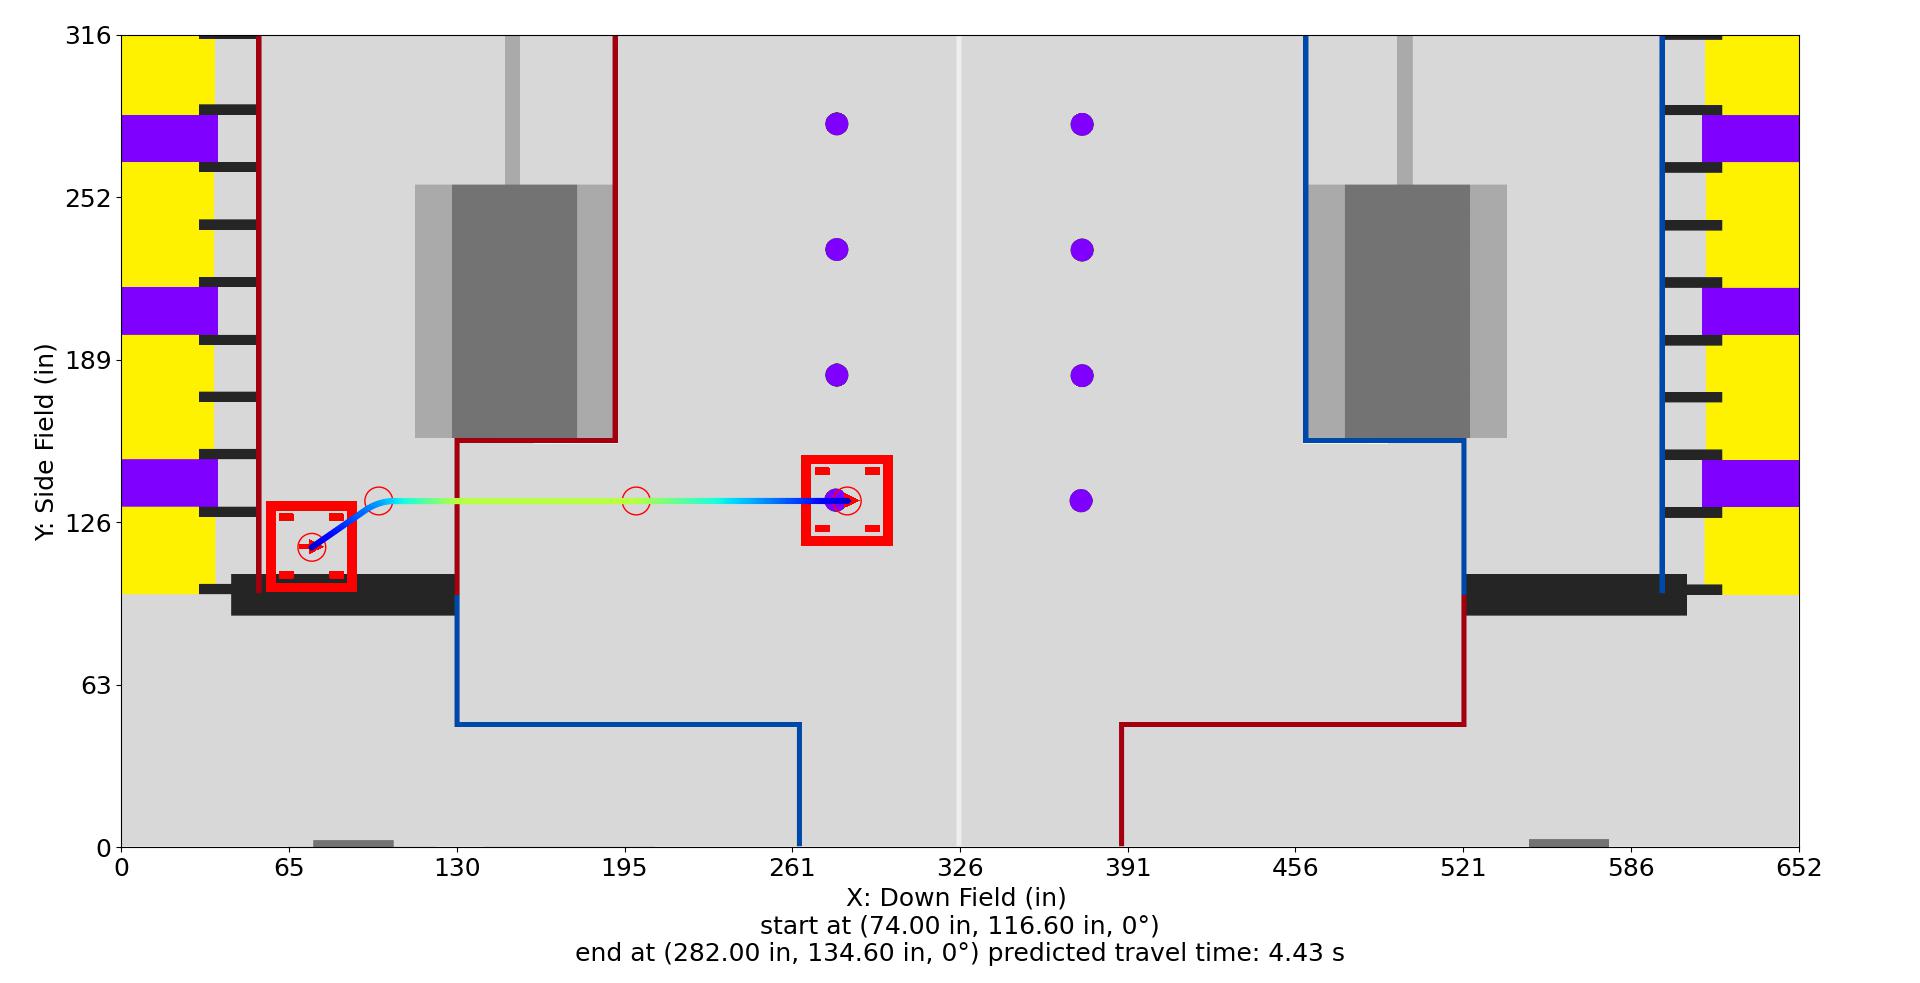 316
252
189
126
63
0
Y: Side Field (in)
0 65 130 195 261 326 391 456 521 586 652
X: Down Field (in)
start at (74.00 in, 116.60 in, 0°)
end at (282.00 in, 134.60 in, 0°) predicted travel time: 4.43 s